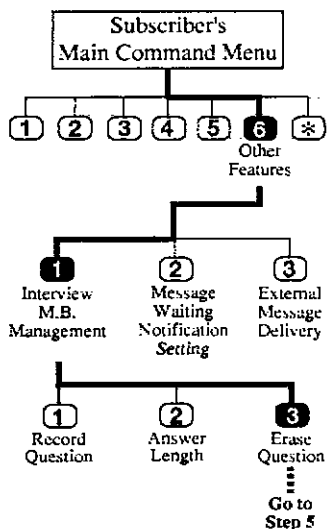 Subscriber's
Main Command Menu
1 2 3 4 5 6 *
Other
Features
1 2 3
Interview Message External
M.B. Waiting Message
Management Notification Delivery
Setting
1 2 3
Record Answer Erase
Question Length Question
Go to
Step 5